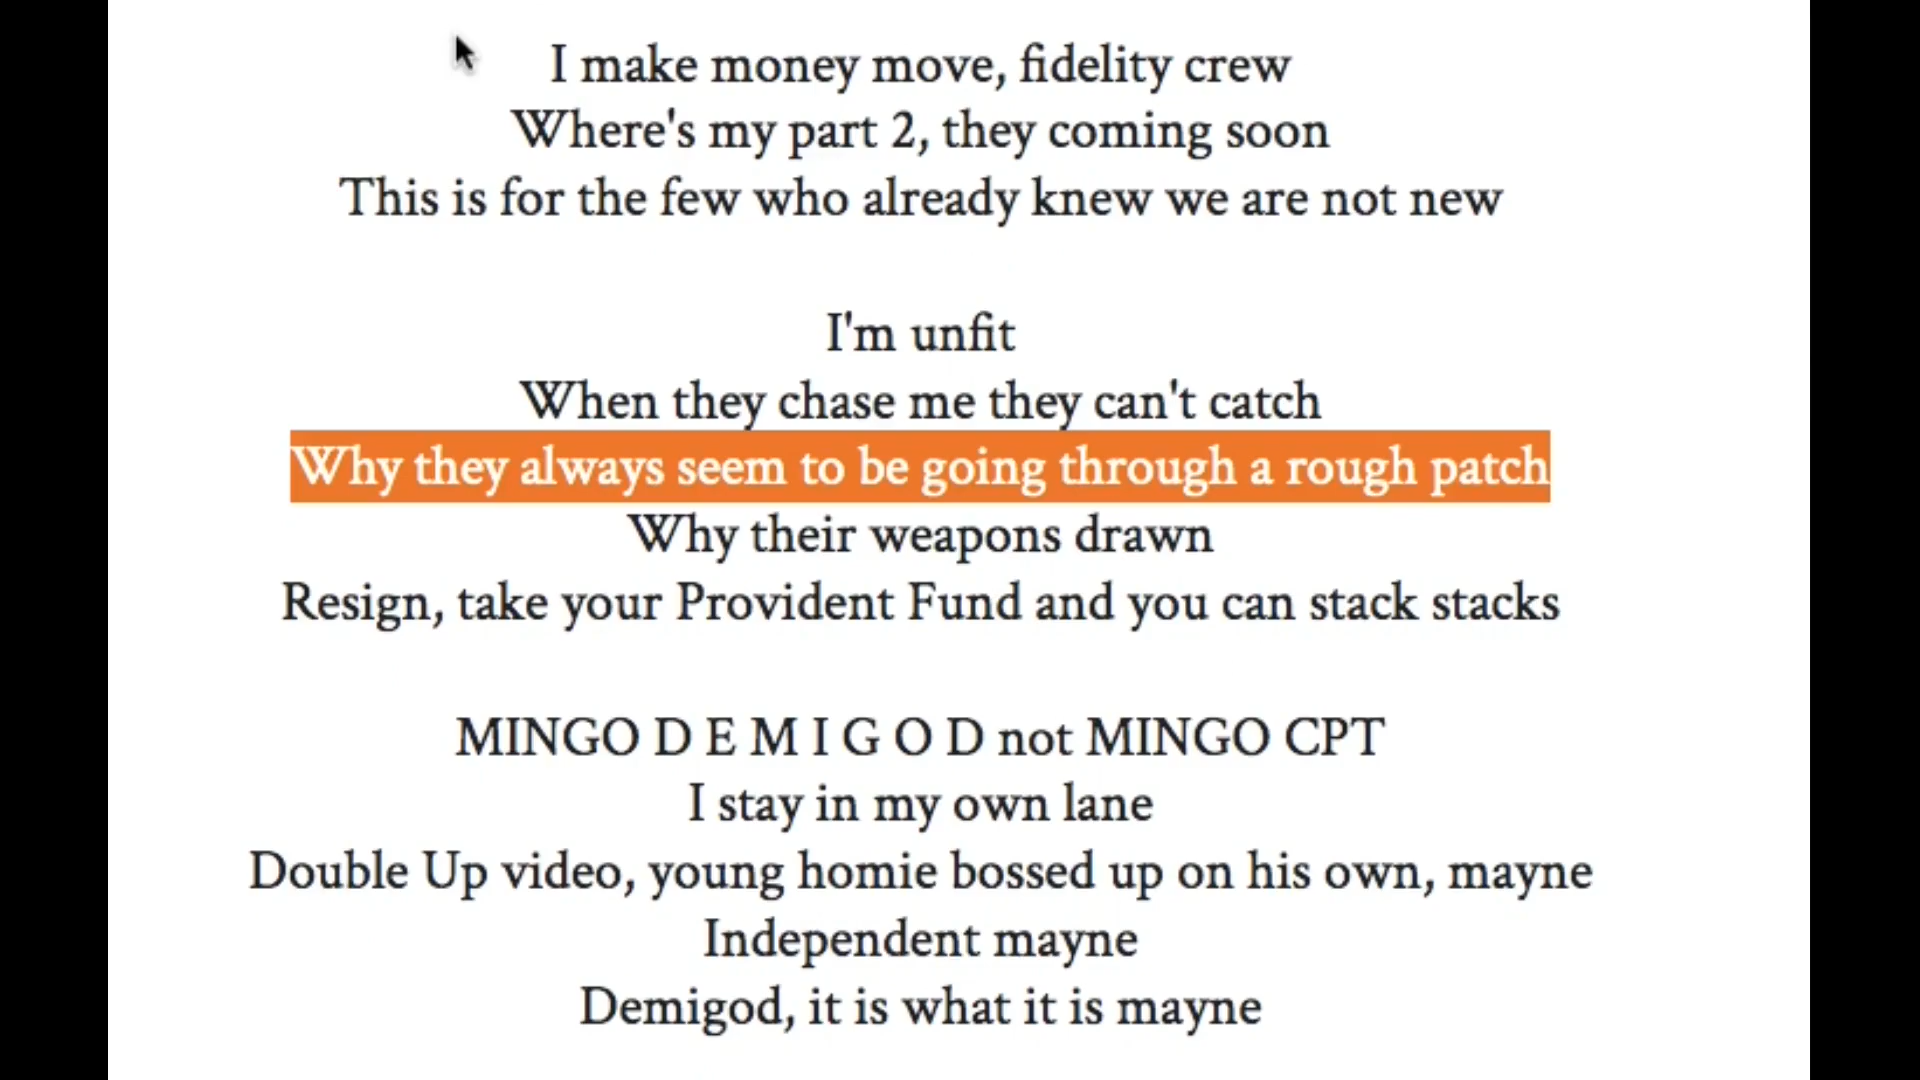 I make money move, fidelity crew
Where's my part 2, they coming soon
This is for the few who already knew we are not new
I'm unfit
When they chase me they can't catch
Why they always seem to be going through a rough patch
Why their weapons drawn
Resign, take your Provident Fund and you can stack stacks
MINGO D E M I G O D not MINGO CPT
I stay in my own lane
Double Up video, young homie bossed up on his own, mayne
Independent mayne
Demigod, it is what it is mayne